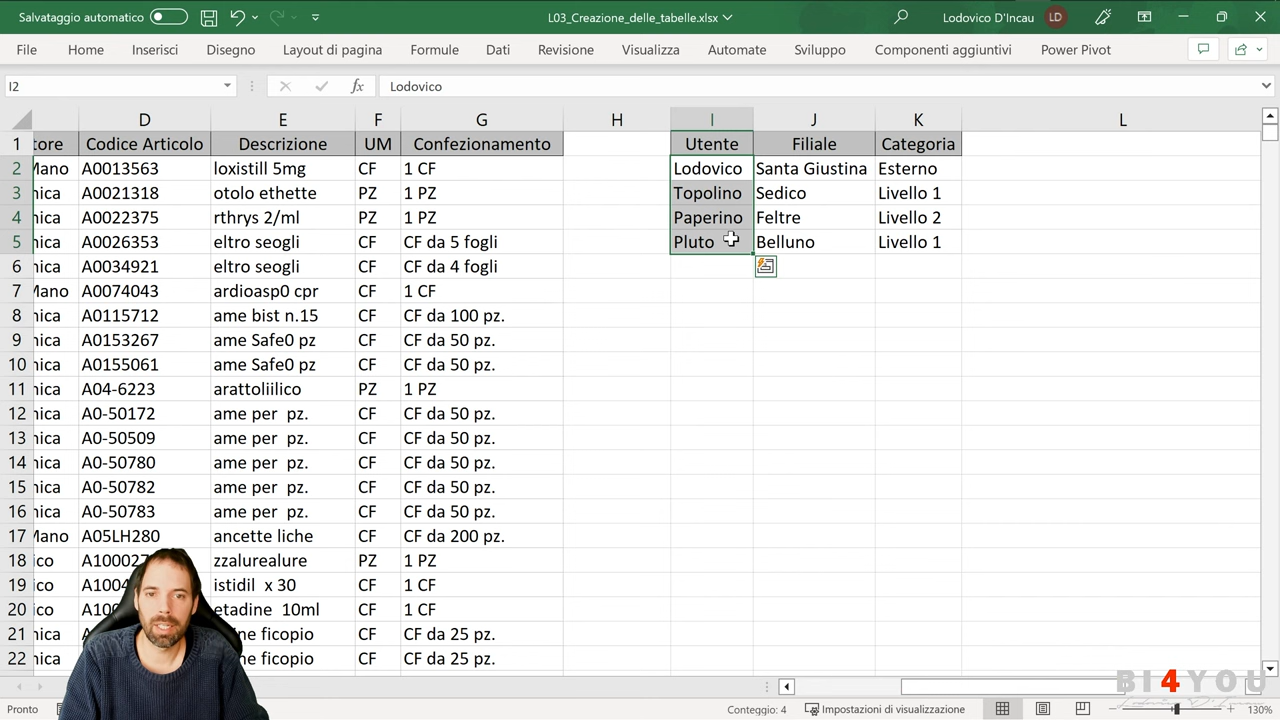 Salvataggio automatico
L03_Creazione_delle_tabelle.xlsx
Lodovico D'Incau
LD
File Home Inserisci Disegno Layout di pagina Formule Dati Revisione Visualizza Automate Sviluppo Componenti aggiuntivi Power Pivot
I2 fx Lodovico
D E F G H I J K L
1 tore Codice Articolo Descrizione UM Confezionamento Utente Filiale Categoria
2 Mano A0013563 loxistill 5mg CF 1 CF Lodovico Santa Giustina Esterno
3 nica A0021318 otolo ethette PZ 1 PZ Topolino Sedico Livello 1
4 nica A0022375 rthrys 2/ml PZ 1 PZ Paperino Feltre Livello 2
5 nica A0026353 eltro seogli CF CF da 5 fogli Pluto Belluno Livello 1
6 nica A0034921 eltro seogli CF CF da 4 fogli
7 Mano A0074043 ardioasp0 cpr CF 1 CF
8 nica A0115712 ame bist n.15 CF CF da 100 pz.
9 nica A0153267 ame Safe0 pz CF CF da 50 pz.
10 nica A0155061 ame Safe0 pz CF CF da 50 pz.
11 nica A04-6223 arattoliilico PZ 1 PZ
12 nica A0-50172 ame per pz. CF CF da 50 pz.
13 nica A0-50509 ame per pz. CF CF da 50 pz.
14 nica A0-50780 ame per pz. CF CF da 50 pz.
15 nica A0-50782 ame per pz. CF CF da 50 pz.
16 nica A0-50783 ame per pz. CF CF da 50 pz.
17 Mano A05LH280 ancette liche CF CF da 200 pz.
18 ico zzalurealure PZ 1 PZ
19 ico istidil x 30 CF 1 CF
20 ico etadine 10ml CF 1 CF
21 nica ne ficopio CF CF da 25 pz.
22 nica ne ficopio CF CF da 25 pz.
BI4YOU
Lodovico D'Incau
Pronto Conteggio: 4 Impostazioni di visualizzazione 130%